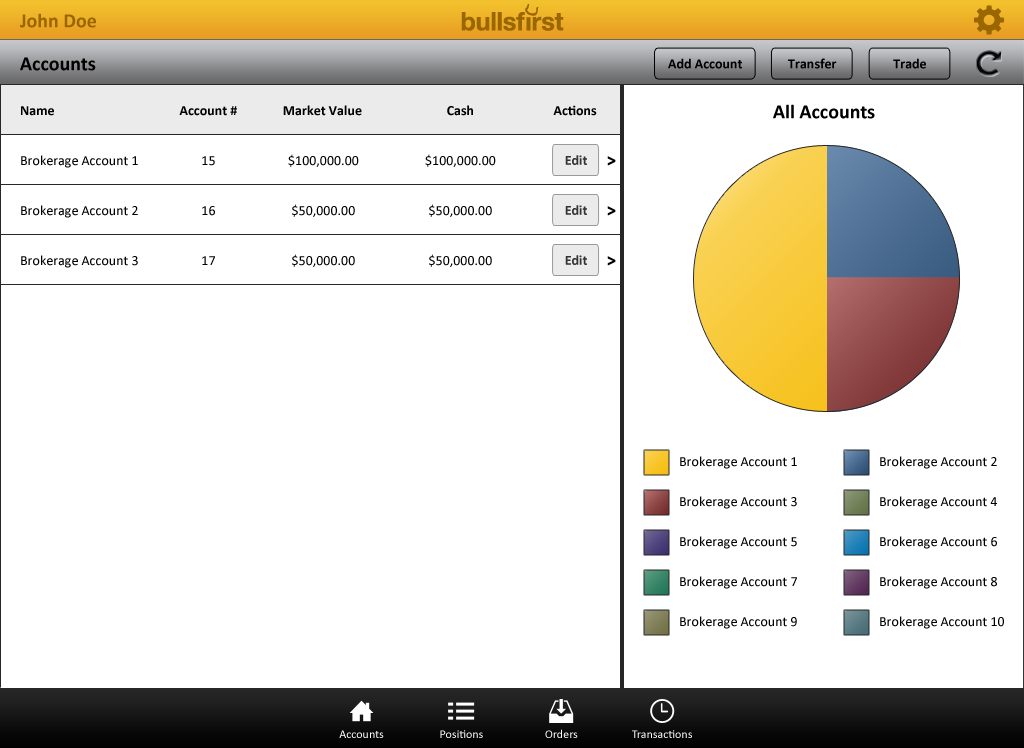 John Doe
bullsfirst
Accounts
Add Account Transfer Trade
Name Account # Market Value Cash Actions
Brokerage Account 1 15 $100,000.00 $100,000.00 Edit >
Brokerage Account 2 16 $50,000.00 $50,000.00 Edit >
Brokerage Account 3 17 $50,000.00 $50,000.00 Edit >
All Accounts
Brokerage Account 1 Brokerage Account 2
Brokerage Account 3 Brokerage Account 4
Brokerage Account 5 Brokerage Account 6
Brokerage Account 7 Brokerage Account 8
Brokerage Account 9 Brokerage Account 10
Accounts Positions Orders Transactions